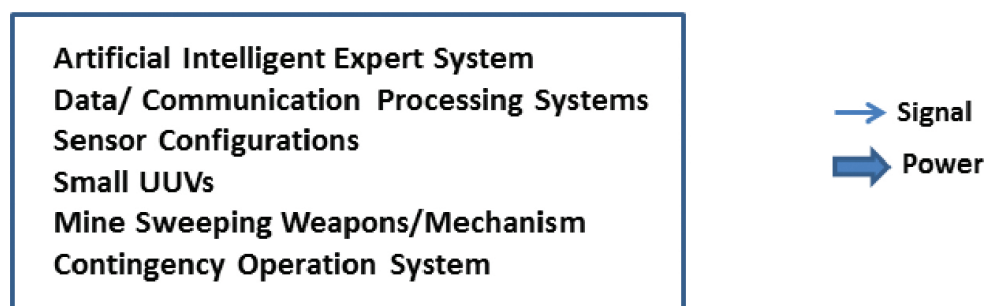 Artificial Intelligent Expert System
Data/ Communication Processing Systems
Sensor Configurations
Small UUVs
Mine Sweeping Weapons/Mechanism
Contingency Operation System
Signal
Power